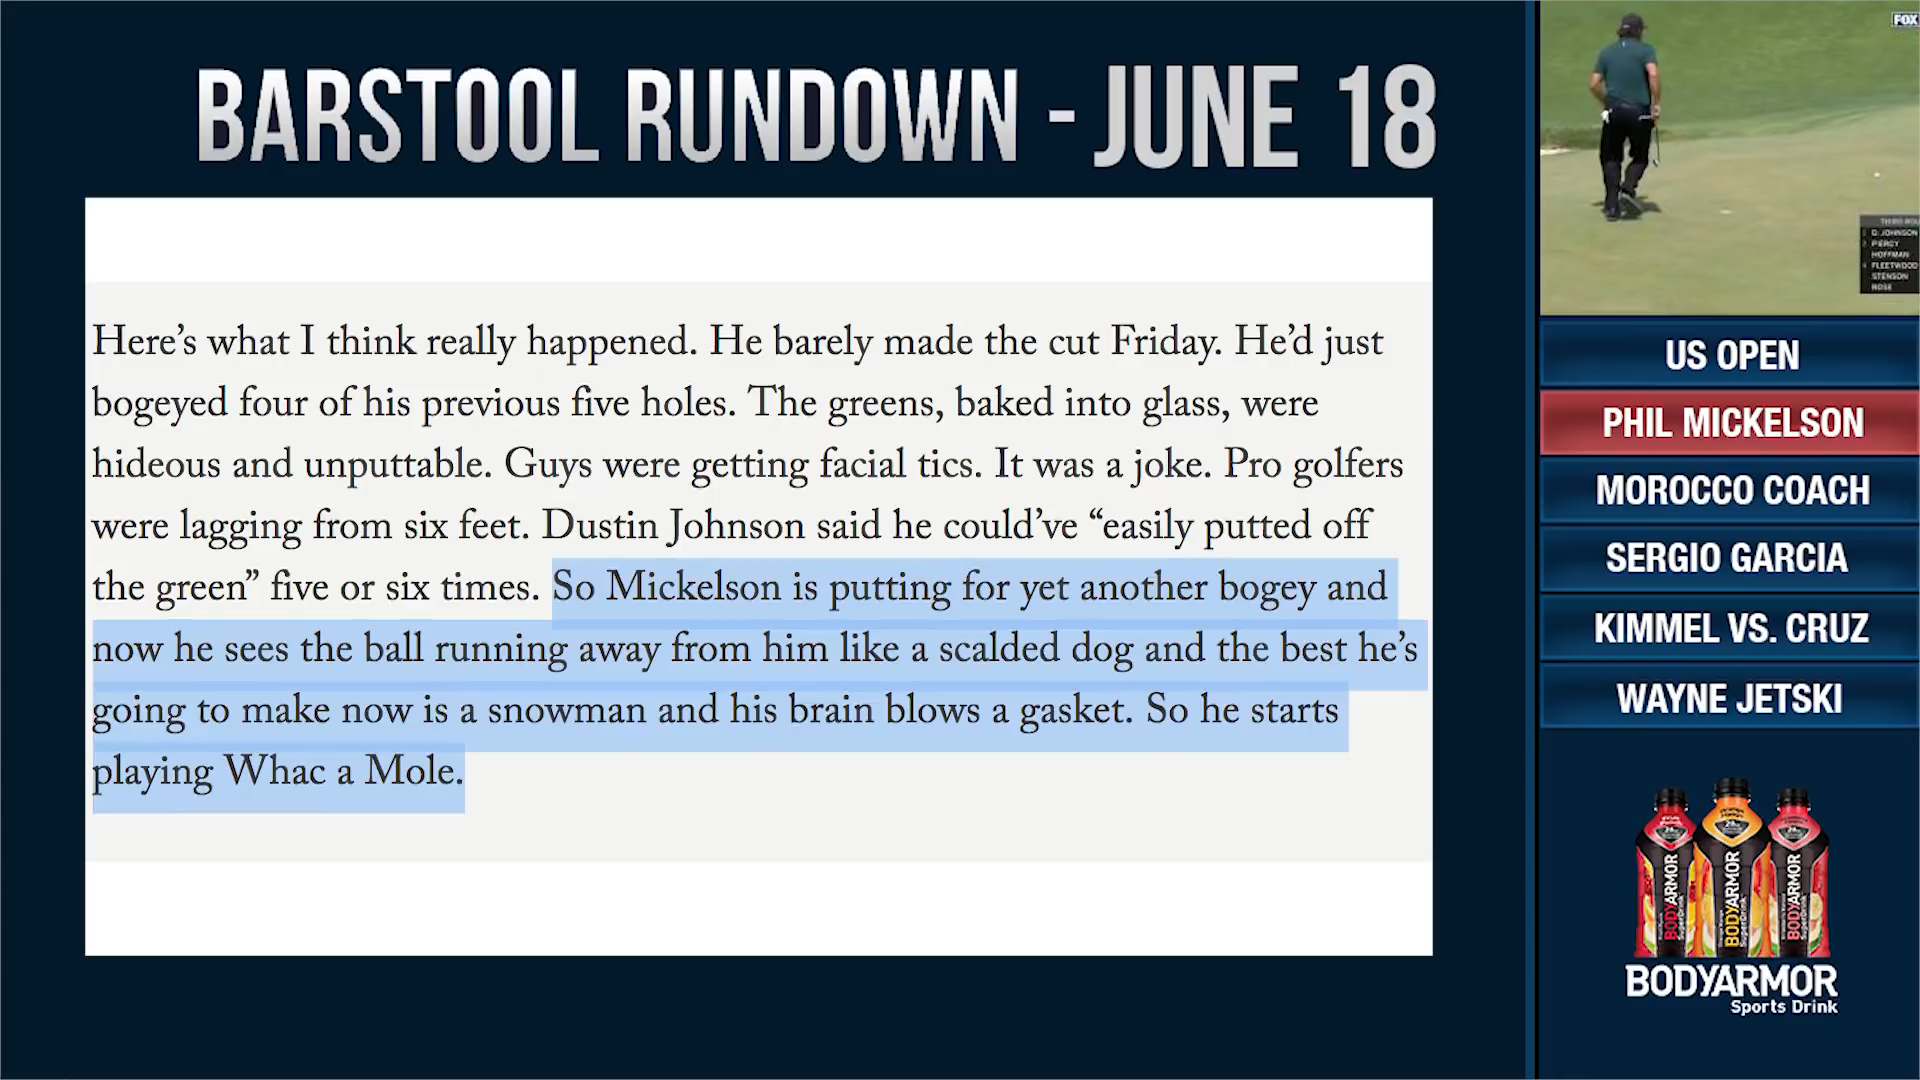 BARSTOOL RUNDOWN - JUNE 18
Here’s what I think really happened. He barely made the cut Friday. He’d just
bogeyed four of his previous five holes. The greens, baked into glass, were
hideous and unputtable. Guys were getting facial tics. It was a joke. Pro golfers
were lagging from six feet. Dustin Johnson said he could’ve “easily putted off
the green” five or six times. So Mickelson is putting for yet another bogey and
now he sees the ball running away from him like a scalded dog and the best he’s
going to make now is a snowman and his brain blows a gasket. So he starts
playing Whac a Mole.
FOX
D. JOHNSON
PIERCY
HOFFMAN
FLEETWOOD
STENSON
ROSE
US OPEN
PHIL MICKELSON
MOROCCO COACH
SERGIO GARCIA
KIMMEL VS. CRUZ
WAYNE JETSKI
BODYARMOR
BODYARMOR
BODYARMOR
BODYARMOR
Sports Drink